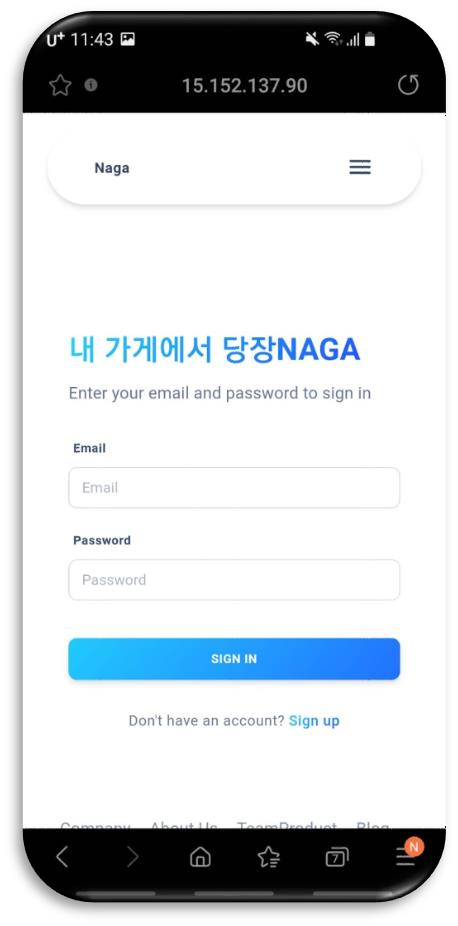 U+ 11:43
15.152.137.90
Naga
내 가게에서 당장NAGA
Enter your email and password to sign in
Email
Email
Password
Password
SIGN IN
Don't have an account? Sign up
Company About Us TeamProduct Blog
7 N